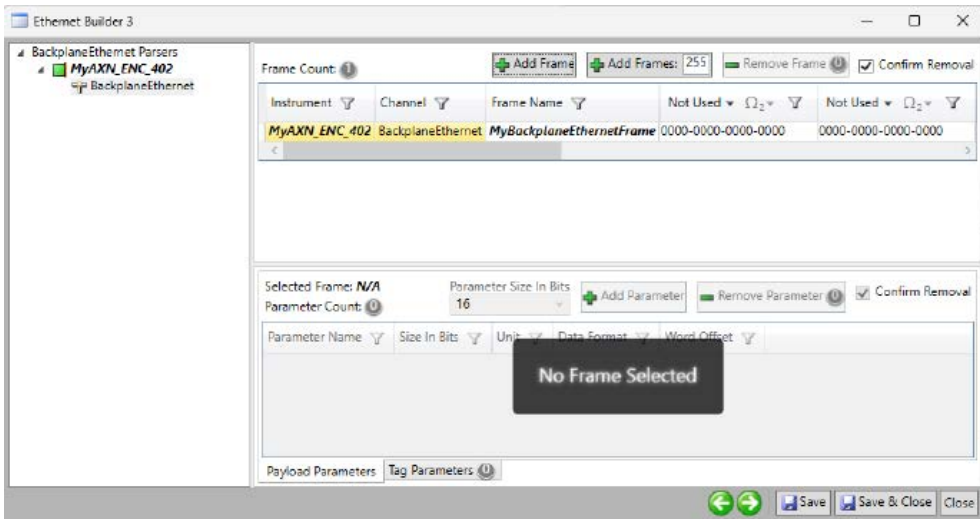 Ethernet Builder 3
BackplaneEthernet Parsers
MyAXN_ENC_402
BackplaneEthernet
Frame Count: 1 Add Frame Add Frames: 255 Remove Frame 0 Confirm Removal
Instrument Channel Frame Name Not Used Ω2 Not Used Ω2
MyAXN_ENC_402 BackplaneEthernet MyBackplaneEthernetFrame 0000-0000-0000-0000 0000-0000-0000-0000
Selected Frame: N/A Parameter Size In Bits
Parameter Count: 0 16 Add Parameter Remove Parameter 0 Confirm Removal
Parameter Name Size In Bits Unit Data Format Word Offset
No Frame Selected
Payload Parameters Tag Parameters 0
Save Save & Close Close